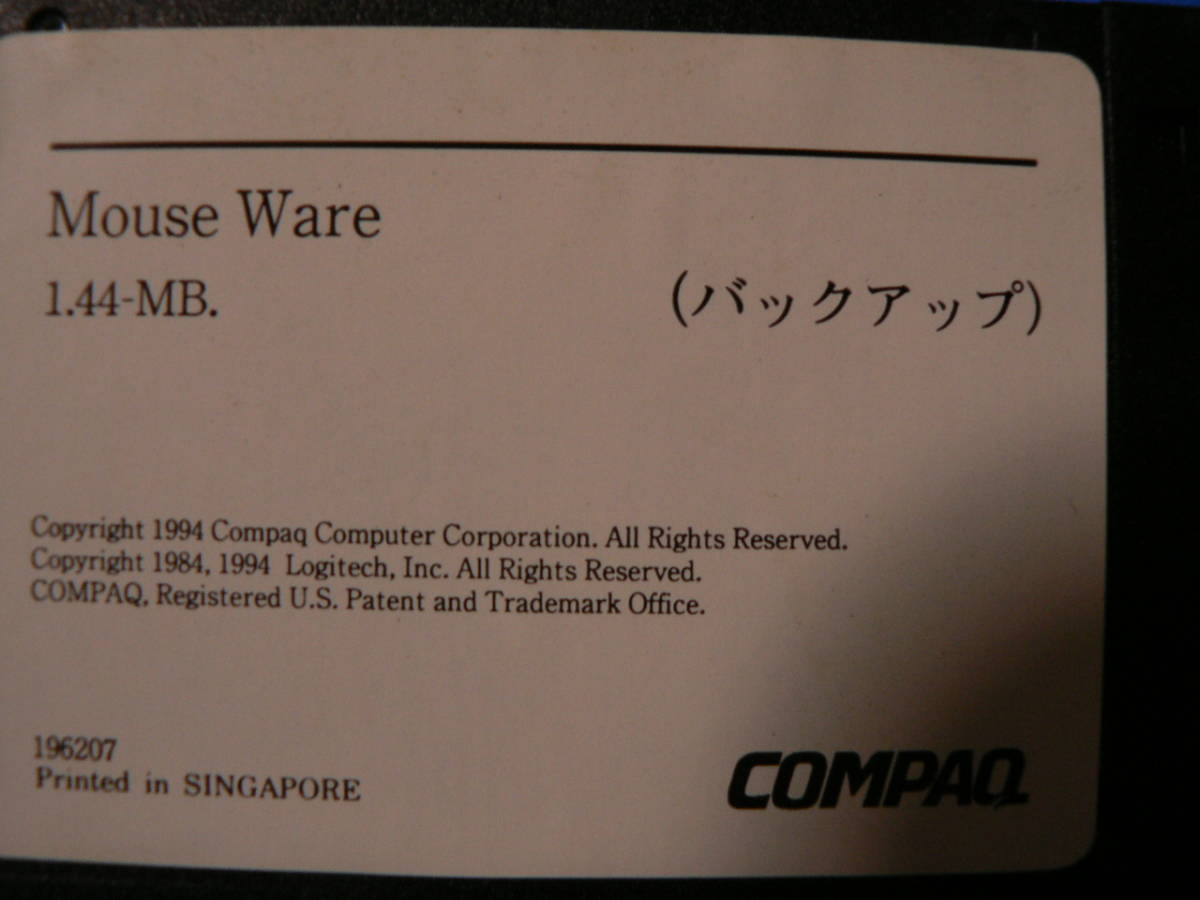 Mouse Ware
1.44-MB.
(バックアップ)
Copyright 1994 Compaq Computer Corporation. All Rights Reserved.
Copyright 1984, 1994 Logitech, Inc. All Rights Reserved.
COMPAQ, Registered U.S. Patent and Trademark Office.
196207
Printed in SINGAPORE
COMPAQ